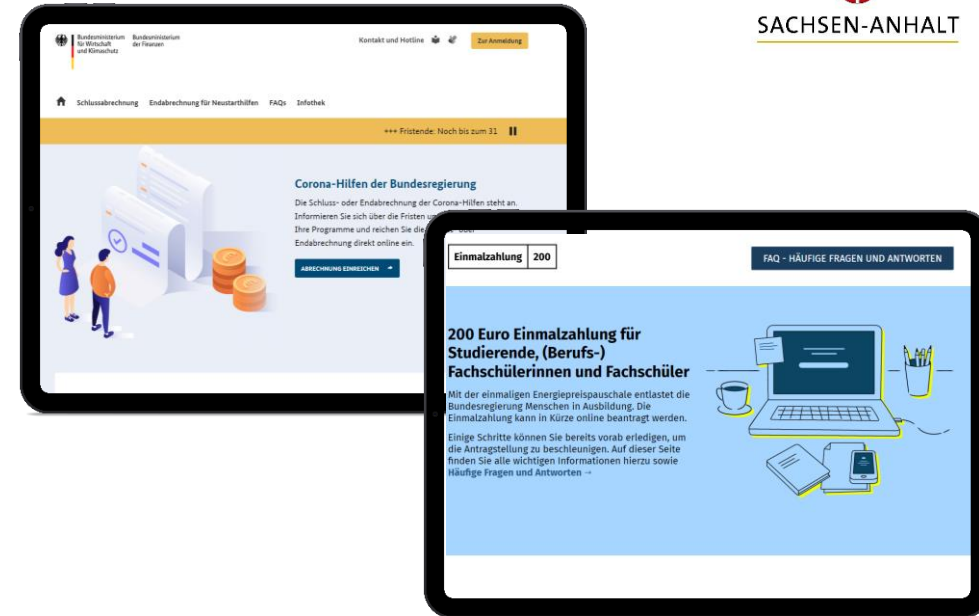 SACHSEN-ANHALT
Bundesministerium
für Wirtschaft
und Klimaschutz
Bundesministerium
der Finanzen
Kontakt und Hotline
Zur Anmeldung
Schlussabrechnung Endabrechnung für Neustarthilfen FAQs Infothek
+++ Fristende: Noch bis zum 31
Corona-Hilfen der Bundesregierung
Die Schluss- oder Endabrechnung der Corona-Hilfen steht an.
Informieren Sie sich über die Fristen
Ihre Programme und reichen Sie die
Endabrechnung direkt online ein.
ABRECHNUNG EINREICHEN →
Einmalzahlung 200
FAQ - HÄUFIGE FRAGEN UND ANTWORTEN
200 Euro Einmalzahlung für
Studierende, (Berufs-)
Fachschülerinnen und Fachschüler
Mit der einmaligen Energiepreispauschale entlastet die
Bundesregierung Menschen in Ausbildung. Die
Einmalzahlung kann in Kürze online beantragt werden.
Einige Schritte können Sie bereits vorab erledigen, um
die Antragstellung zu beschleunigen. Auf dieser Seite
finden Sie alle wichtigen Informationen hierzu sowie
Häufige Fragen und Antworten →